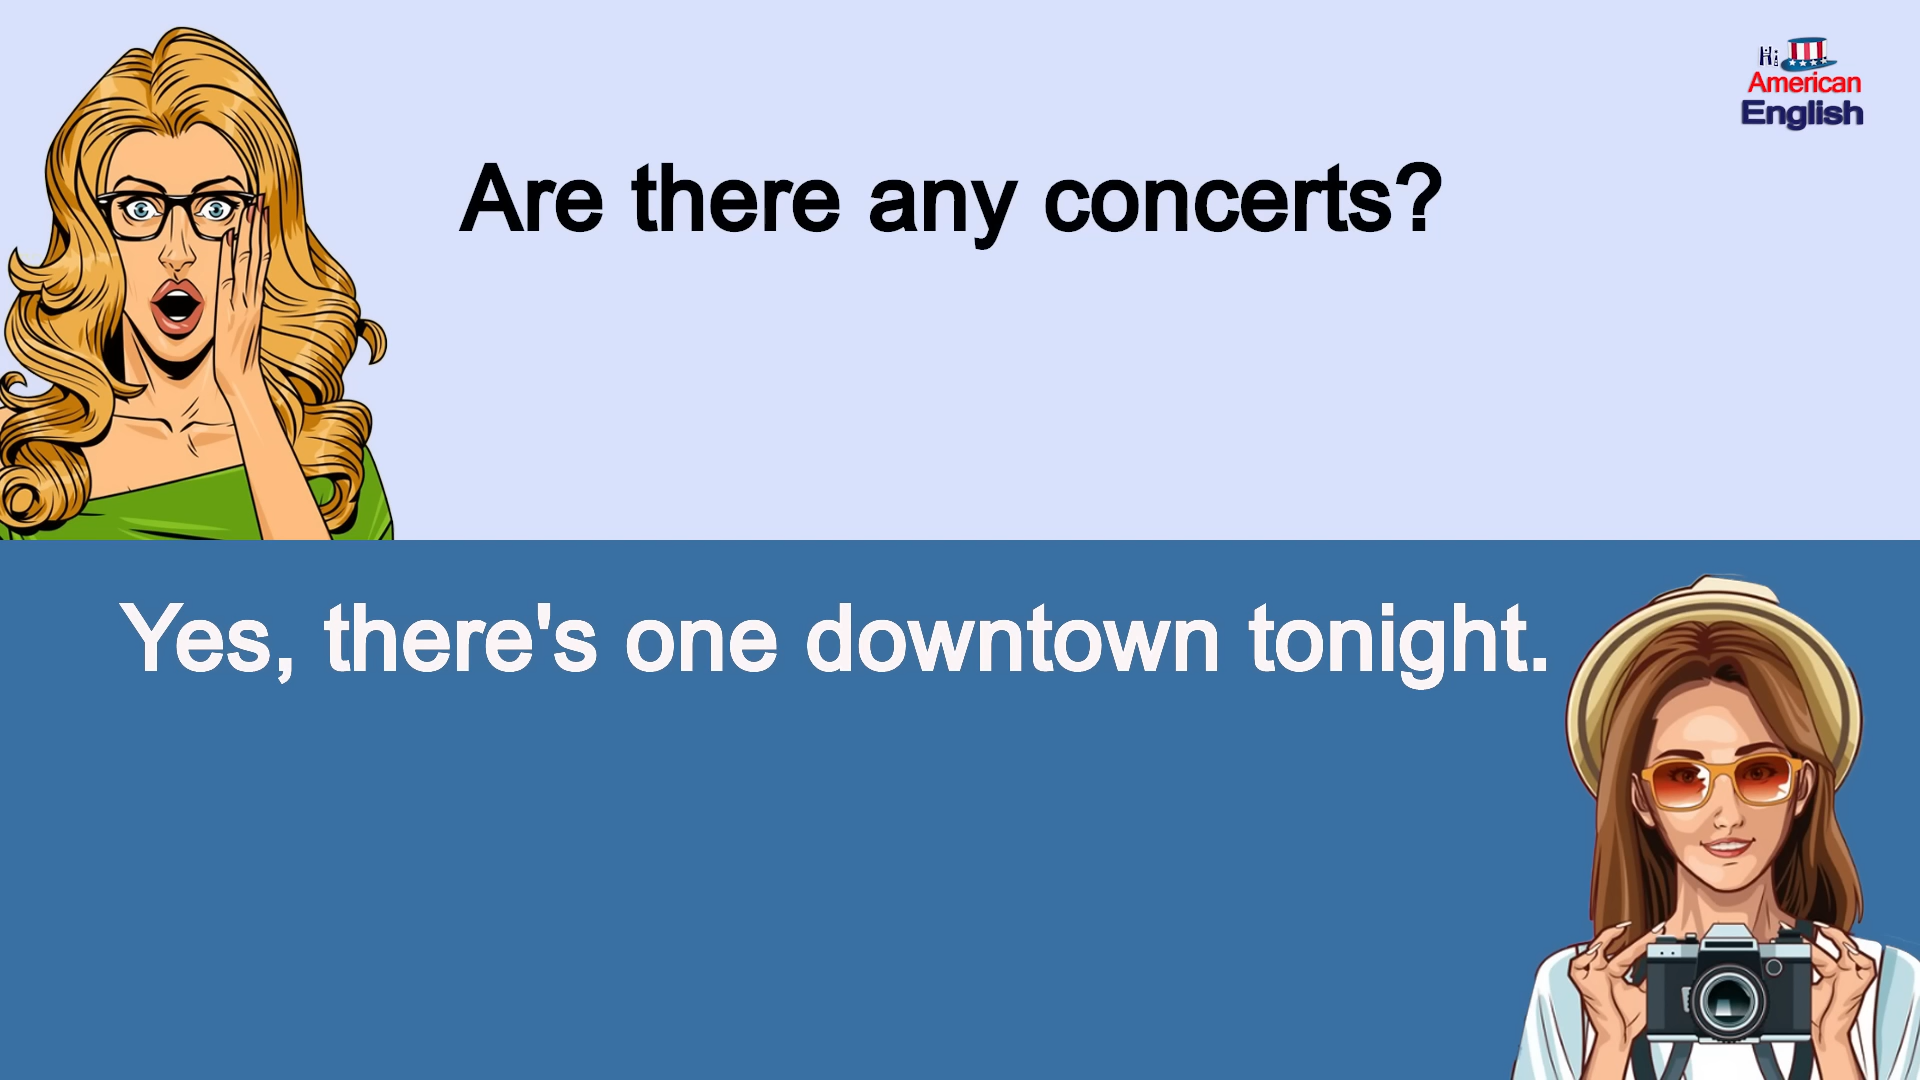 Hi
American
English
Are there any concerts?
Yes, there's one downtown tonight.